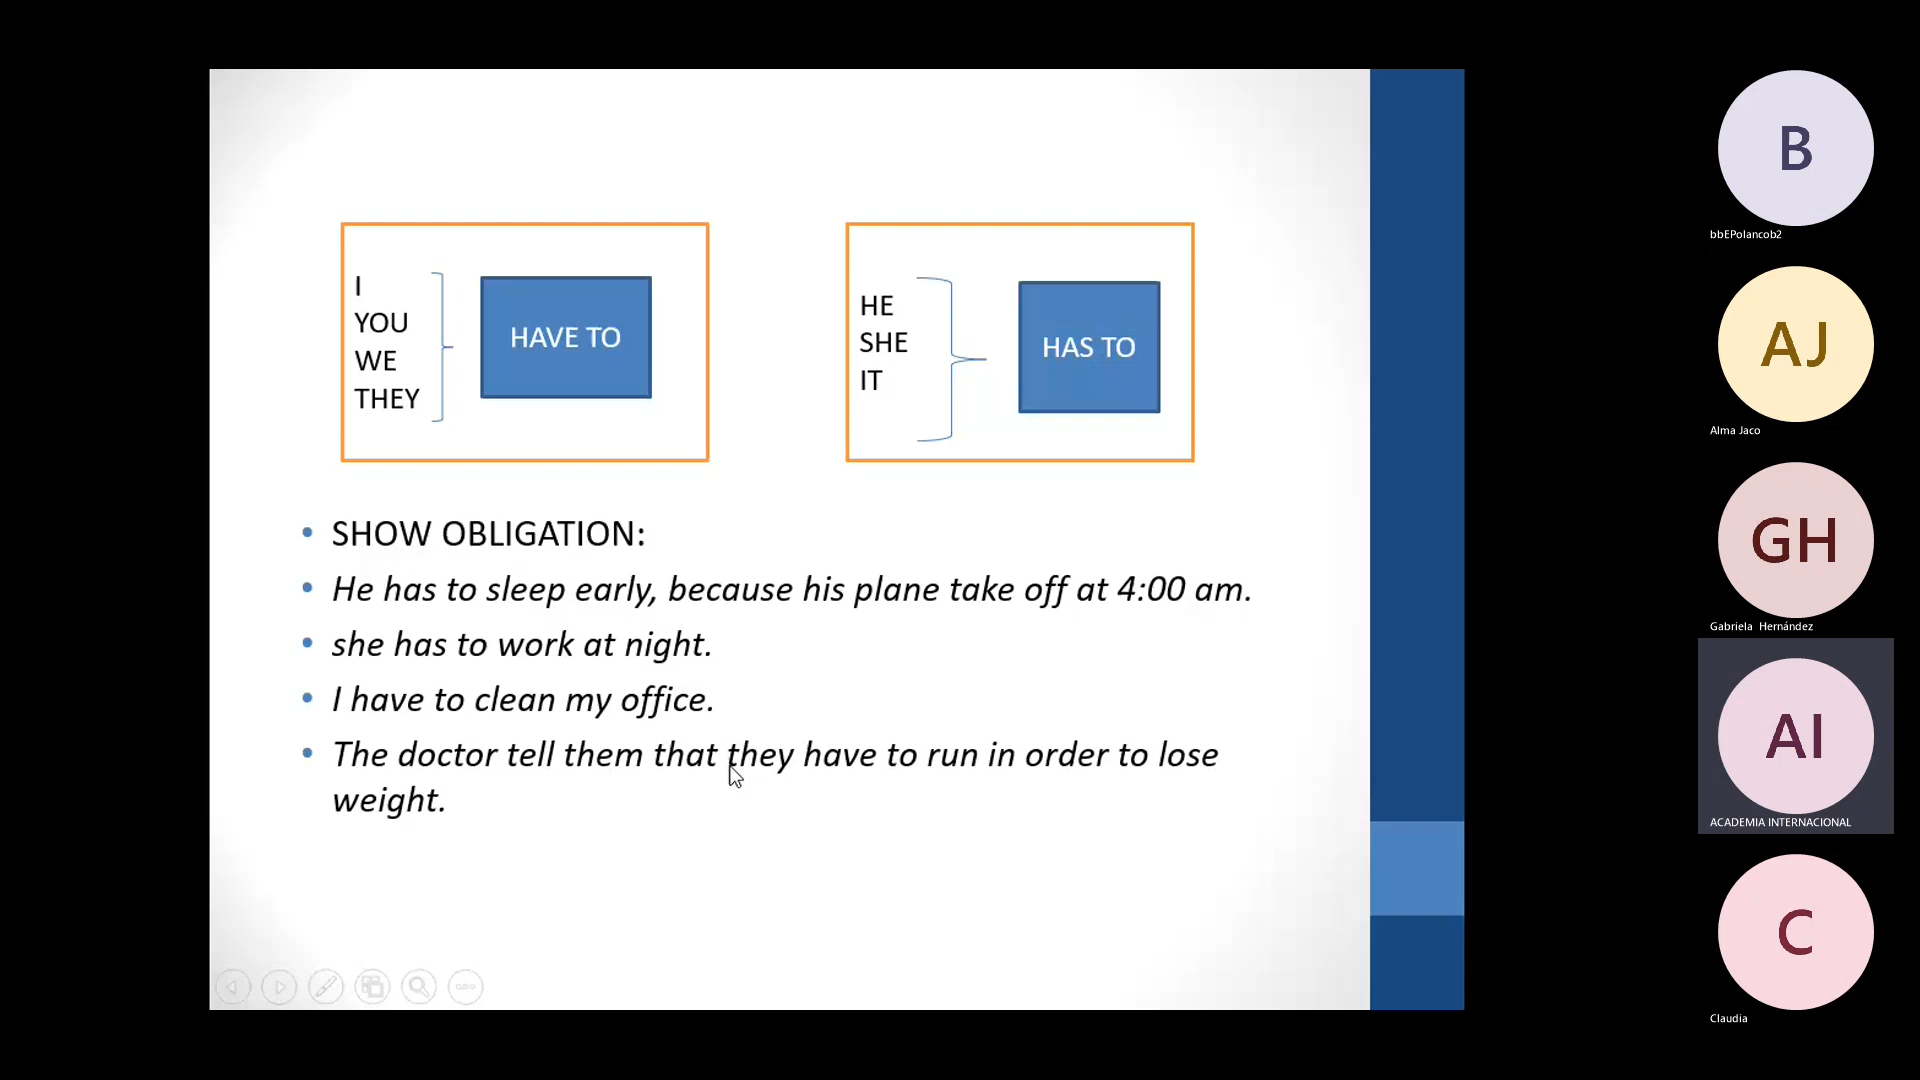 I
YOU
WE
THEY
HAVE TO
HE
SHE
IT
HAS TO
SHOW OBLIGATION:
He has to sleep early, because his plane take off at 4:00 am.
she has to work at night.
I have to clean my office.
The doctor tell them that they have to run in order to lose
weight.
B
bbEPolancob2
AJ
Alma Jaco
GH
Gabriela Hernández
AI
ACADEMIA INTERNACIONAL
C
Claudia